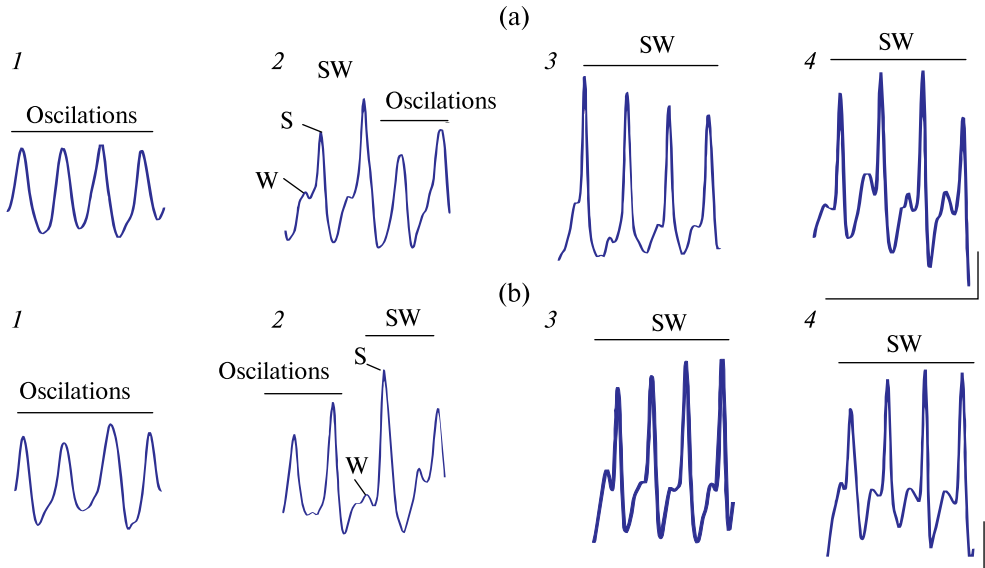 (a)
1 2 SW 3 SW 4 SW
Oscilations
S
W
Oscilations
(b)
1 2 SW 3 SW 4 SW
Oscilations
Oscilations
S
W